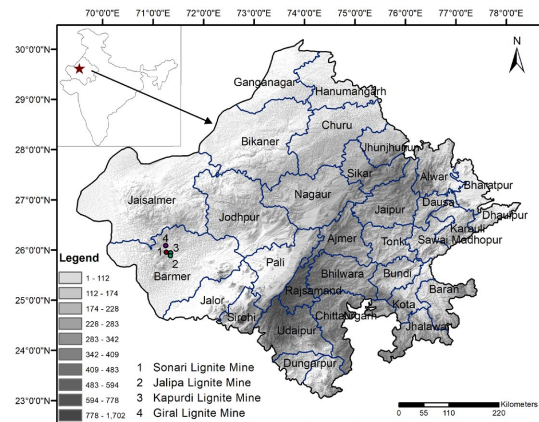 70°0'0"E 71°0'0"E 72°0'0"E 73°0'0"E 74°0'0"E 75°0'0"E 76°0'0"E 77°0'0"E 78°0'0"E
30°0'0"N
29°0'0"N
28°0'0"N
27°0'0"N
26°0'0"N
25°0'0"N
24°0'0"N
23°0'0"N
N
Ganganagar
Hanumangarh
Churu
Bikaner
Jhunjhunun
Sikar
Alwar
Bharatpur
Jaisalmer
Nagaur
Jodhpur
Jaipur
Dausa
Dhaulpur
Karauli
Ajmer
Tonk
Sawai Madhopur
4
3
2
Barmer
Pali
Bhilwara
Bundi
Baran
Jalor
Rajsamand
Kota
Sirohi
Chittaurgarh
Jhalawar
Udaipur
Dungarpur
Legend
1 - 112
112 - 174
174 - 228
228 - 283
283 - 342
342 - 409
409 - 483
483 - 594
594 - 778
778 - 1,702
1 Sonari Lignite Mine
2 Jalipa Lignite Mine
3 Kapurdi Lignite Mine
4 Giral Lignite Mine
Kilometers
0 55 110 220